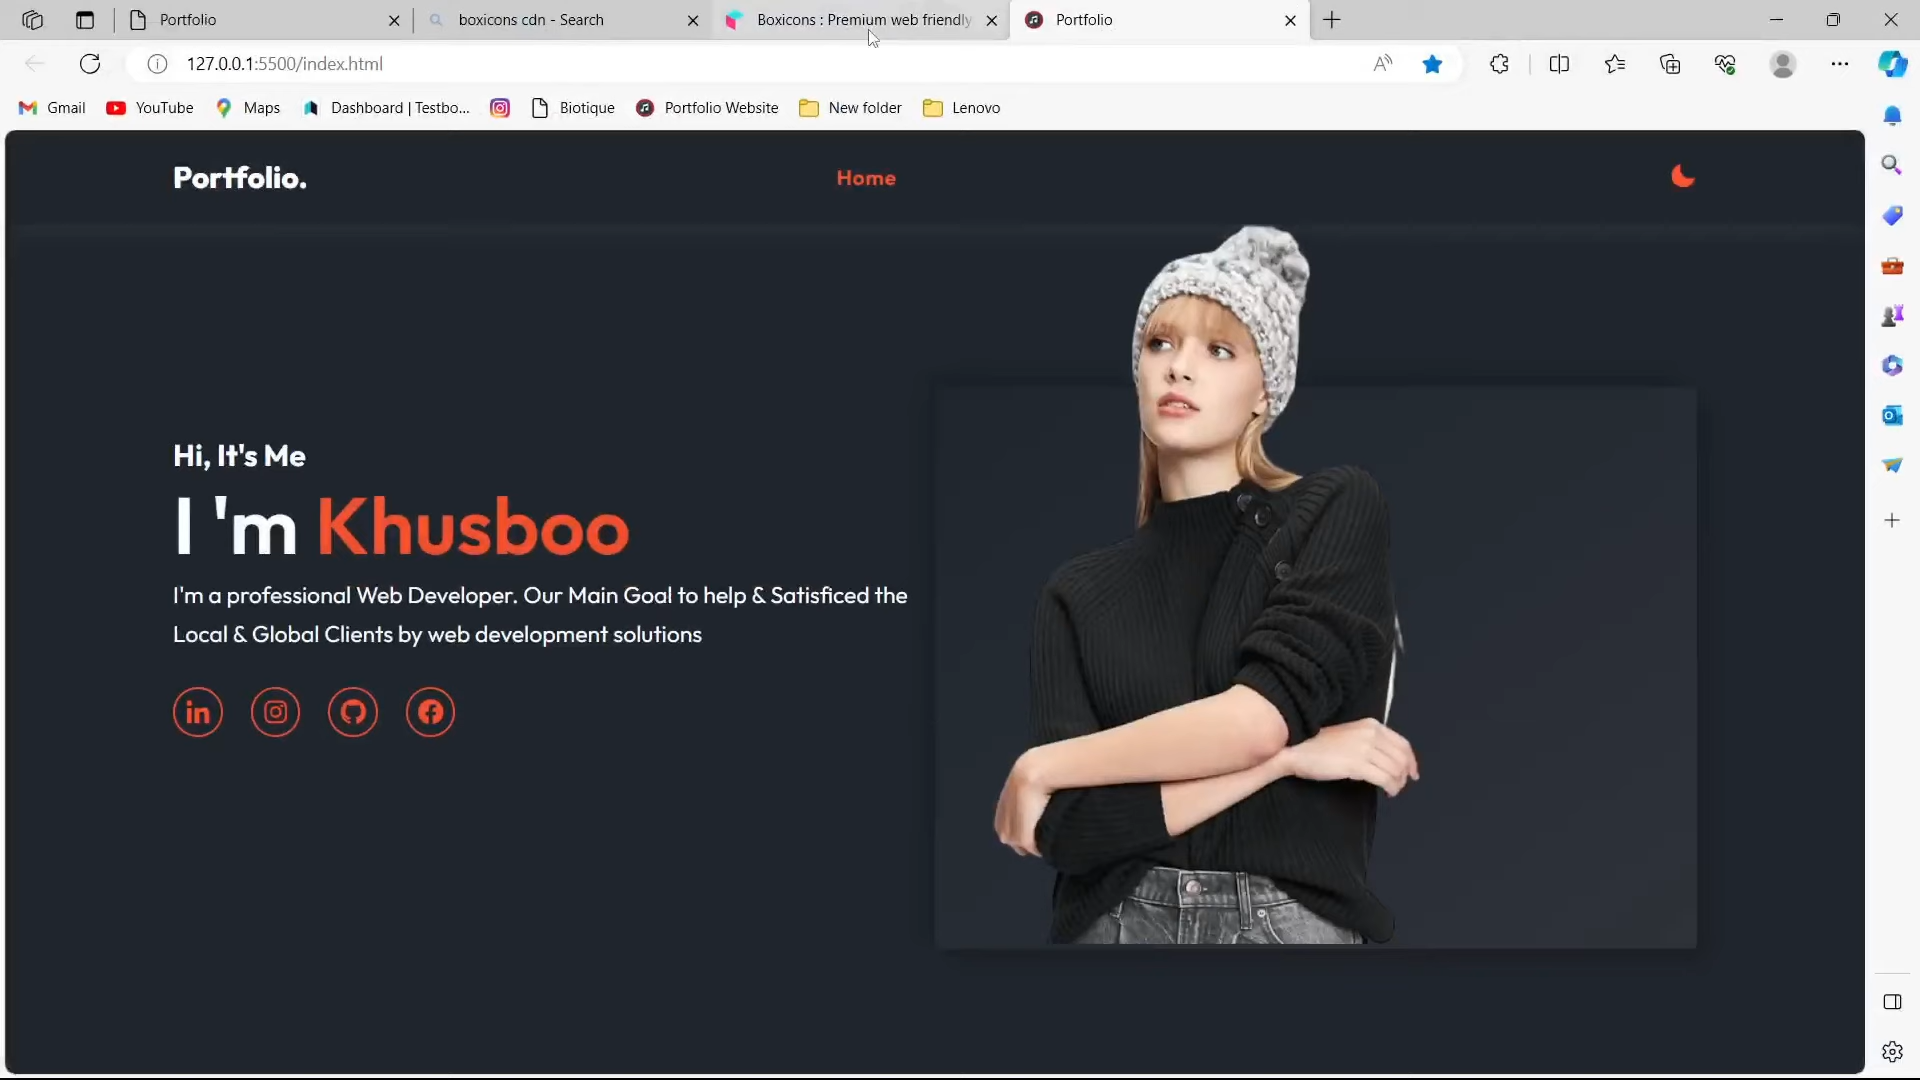 Portfolio
boxicons cdn - Search
Boxicons : Premium web friendly
Portfolio
127.0.0.1:5500/index.html
Gmail
YouTube
Maps
Dashboard | Testbo...
Biotique
Portfolio Website
New folder
Lenovo
Portfolio.
Home
Hi, It's Me
I 'm Khusboo
I'm a professional Web Developer. Our Main Goal to help & Satisficed the
Local & Global Clients by web development solutions